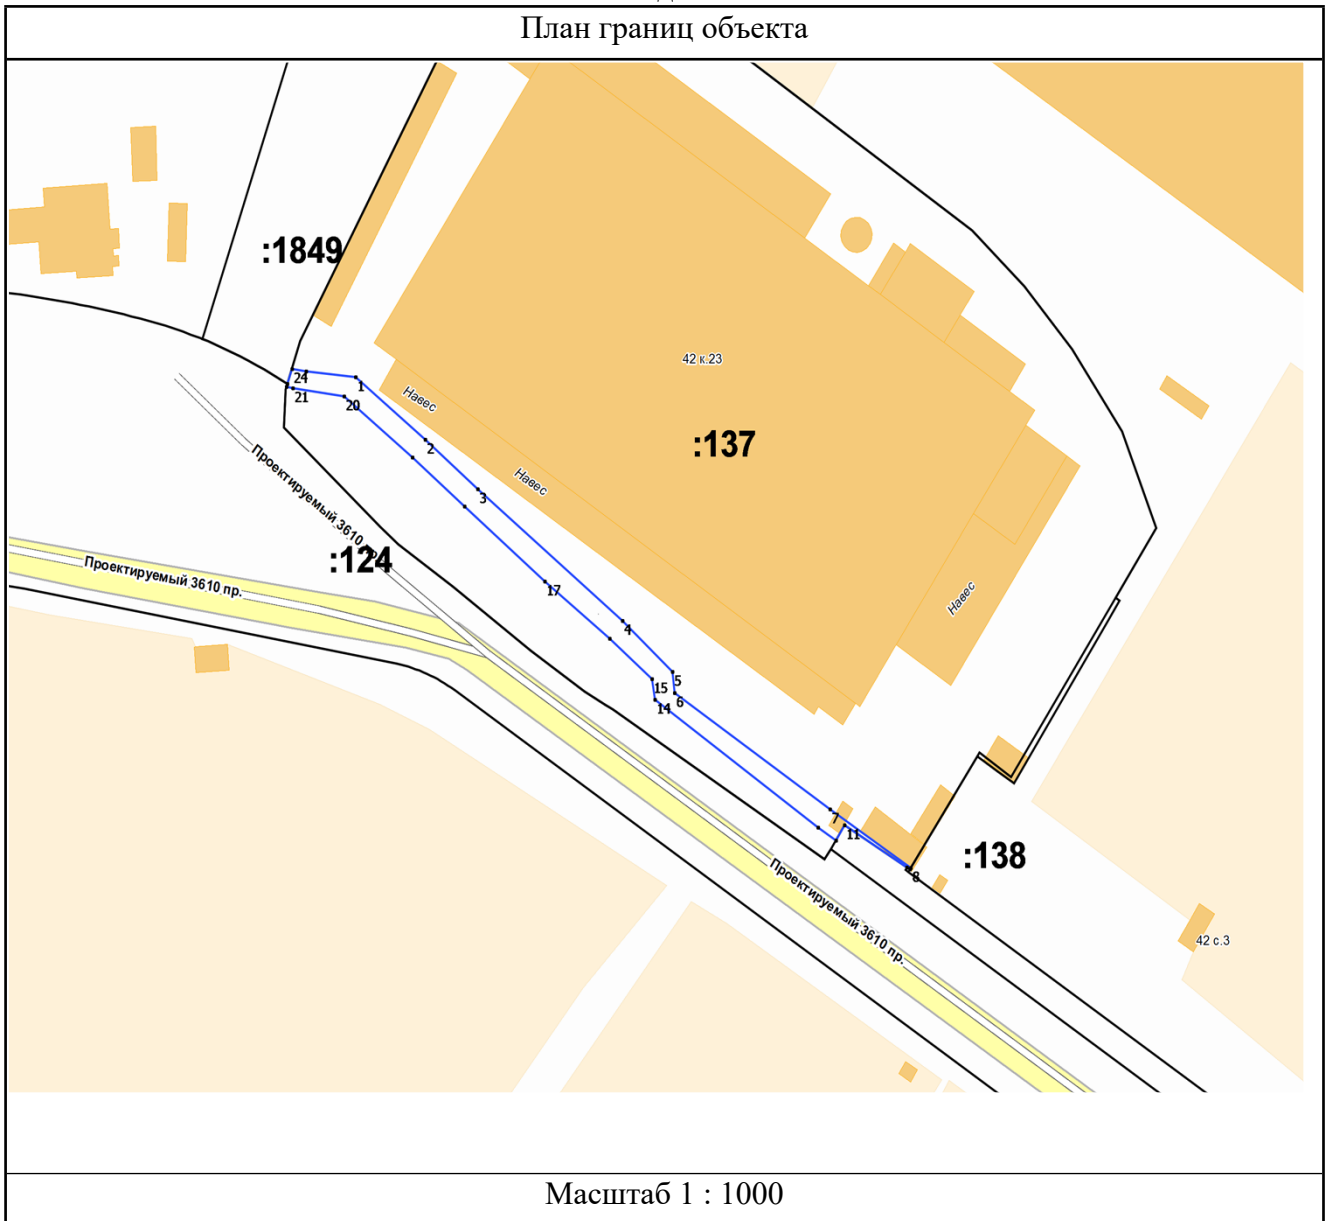 План границ объекта
:1849
42 к.23
24
1
21
20
Навес
:137
2
Навес
3
Проектируемый 3610 пр.
:124
Проектируемый 3610 пр.
17
Навес
4
5
15
6
14
7
11
:138
8
Проектируемый 3610 пр.
42 с.3
Масштаб 1 : 1000